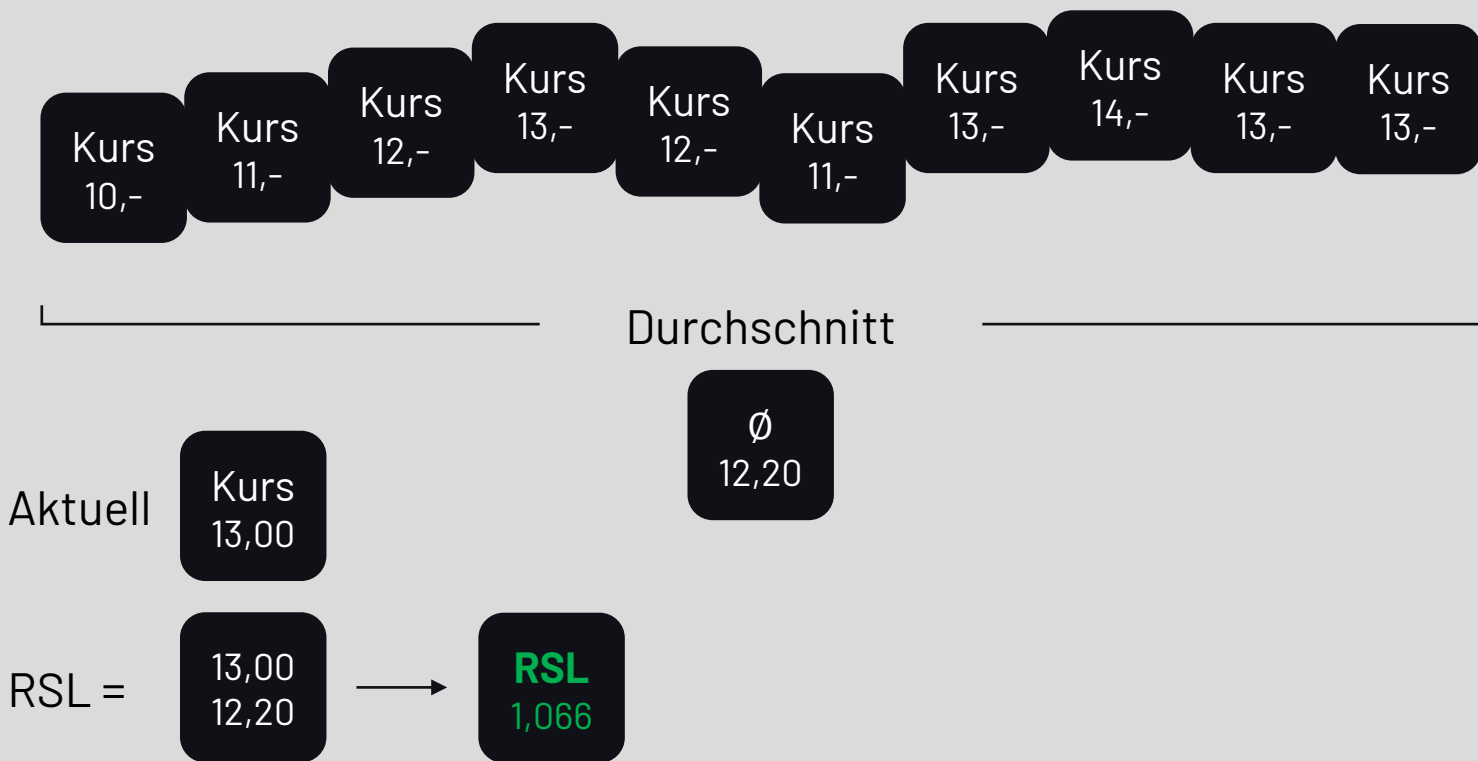 Kurs
10,-
Kurs
11,-
Kurs
12,-
Kurs
13,-
Kurs
12,-
Kurs
11,-
Kurs
13,-
Kurs
14,-
Kurs
13,-
Kurs
13,-
Durchschnitt
Ø
12,20
Aktuell
Kurs
13,00
RSL =
13,00
12,20
RSL
1,066